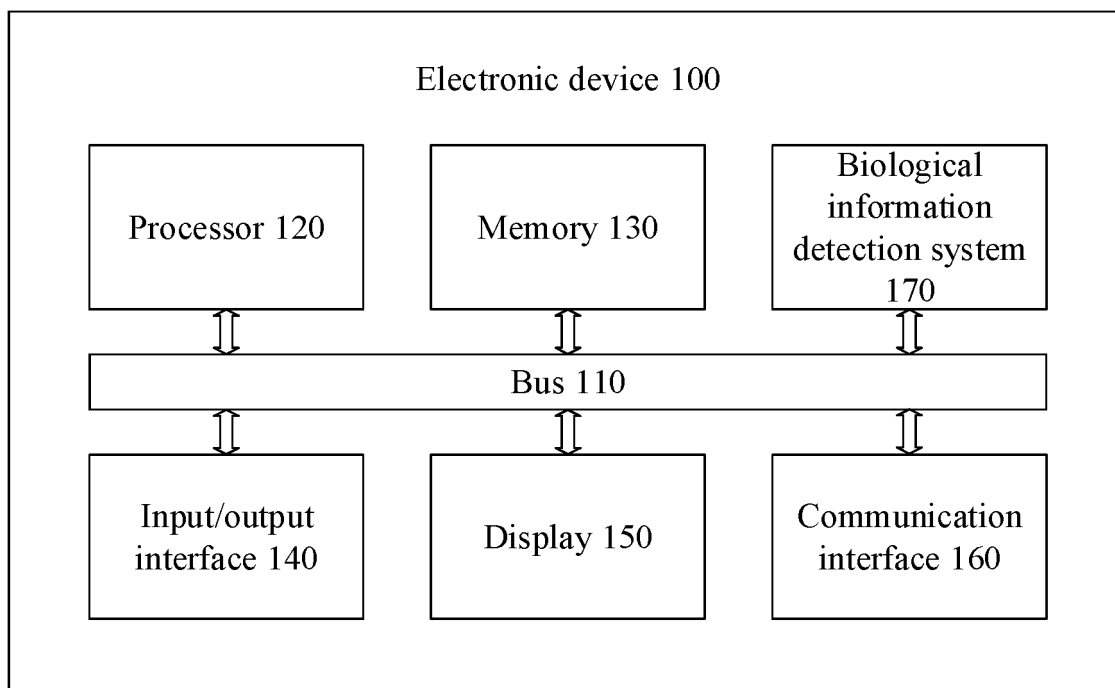 Electronic device 100
Processor 120
Memory 130
Biological
information
detection system
170
Bus 110
Input/output
interface 140
Display 150
Communication
interface 160